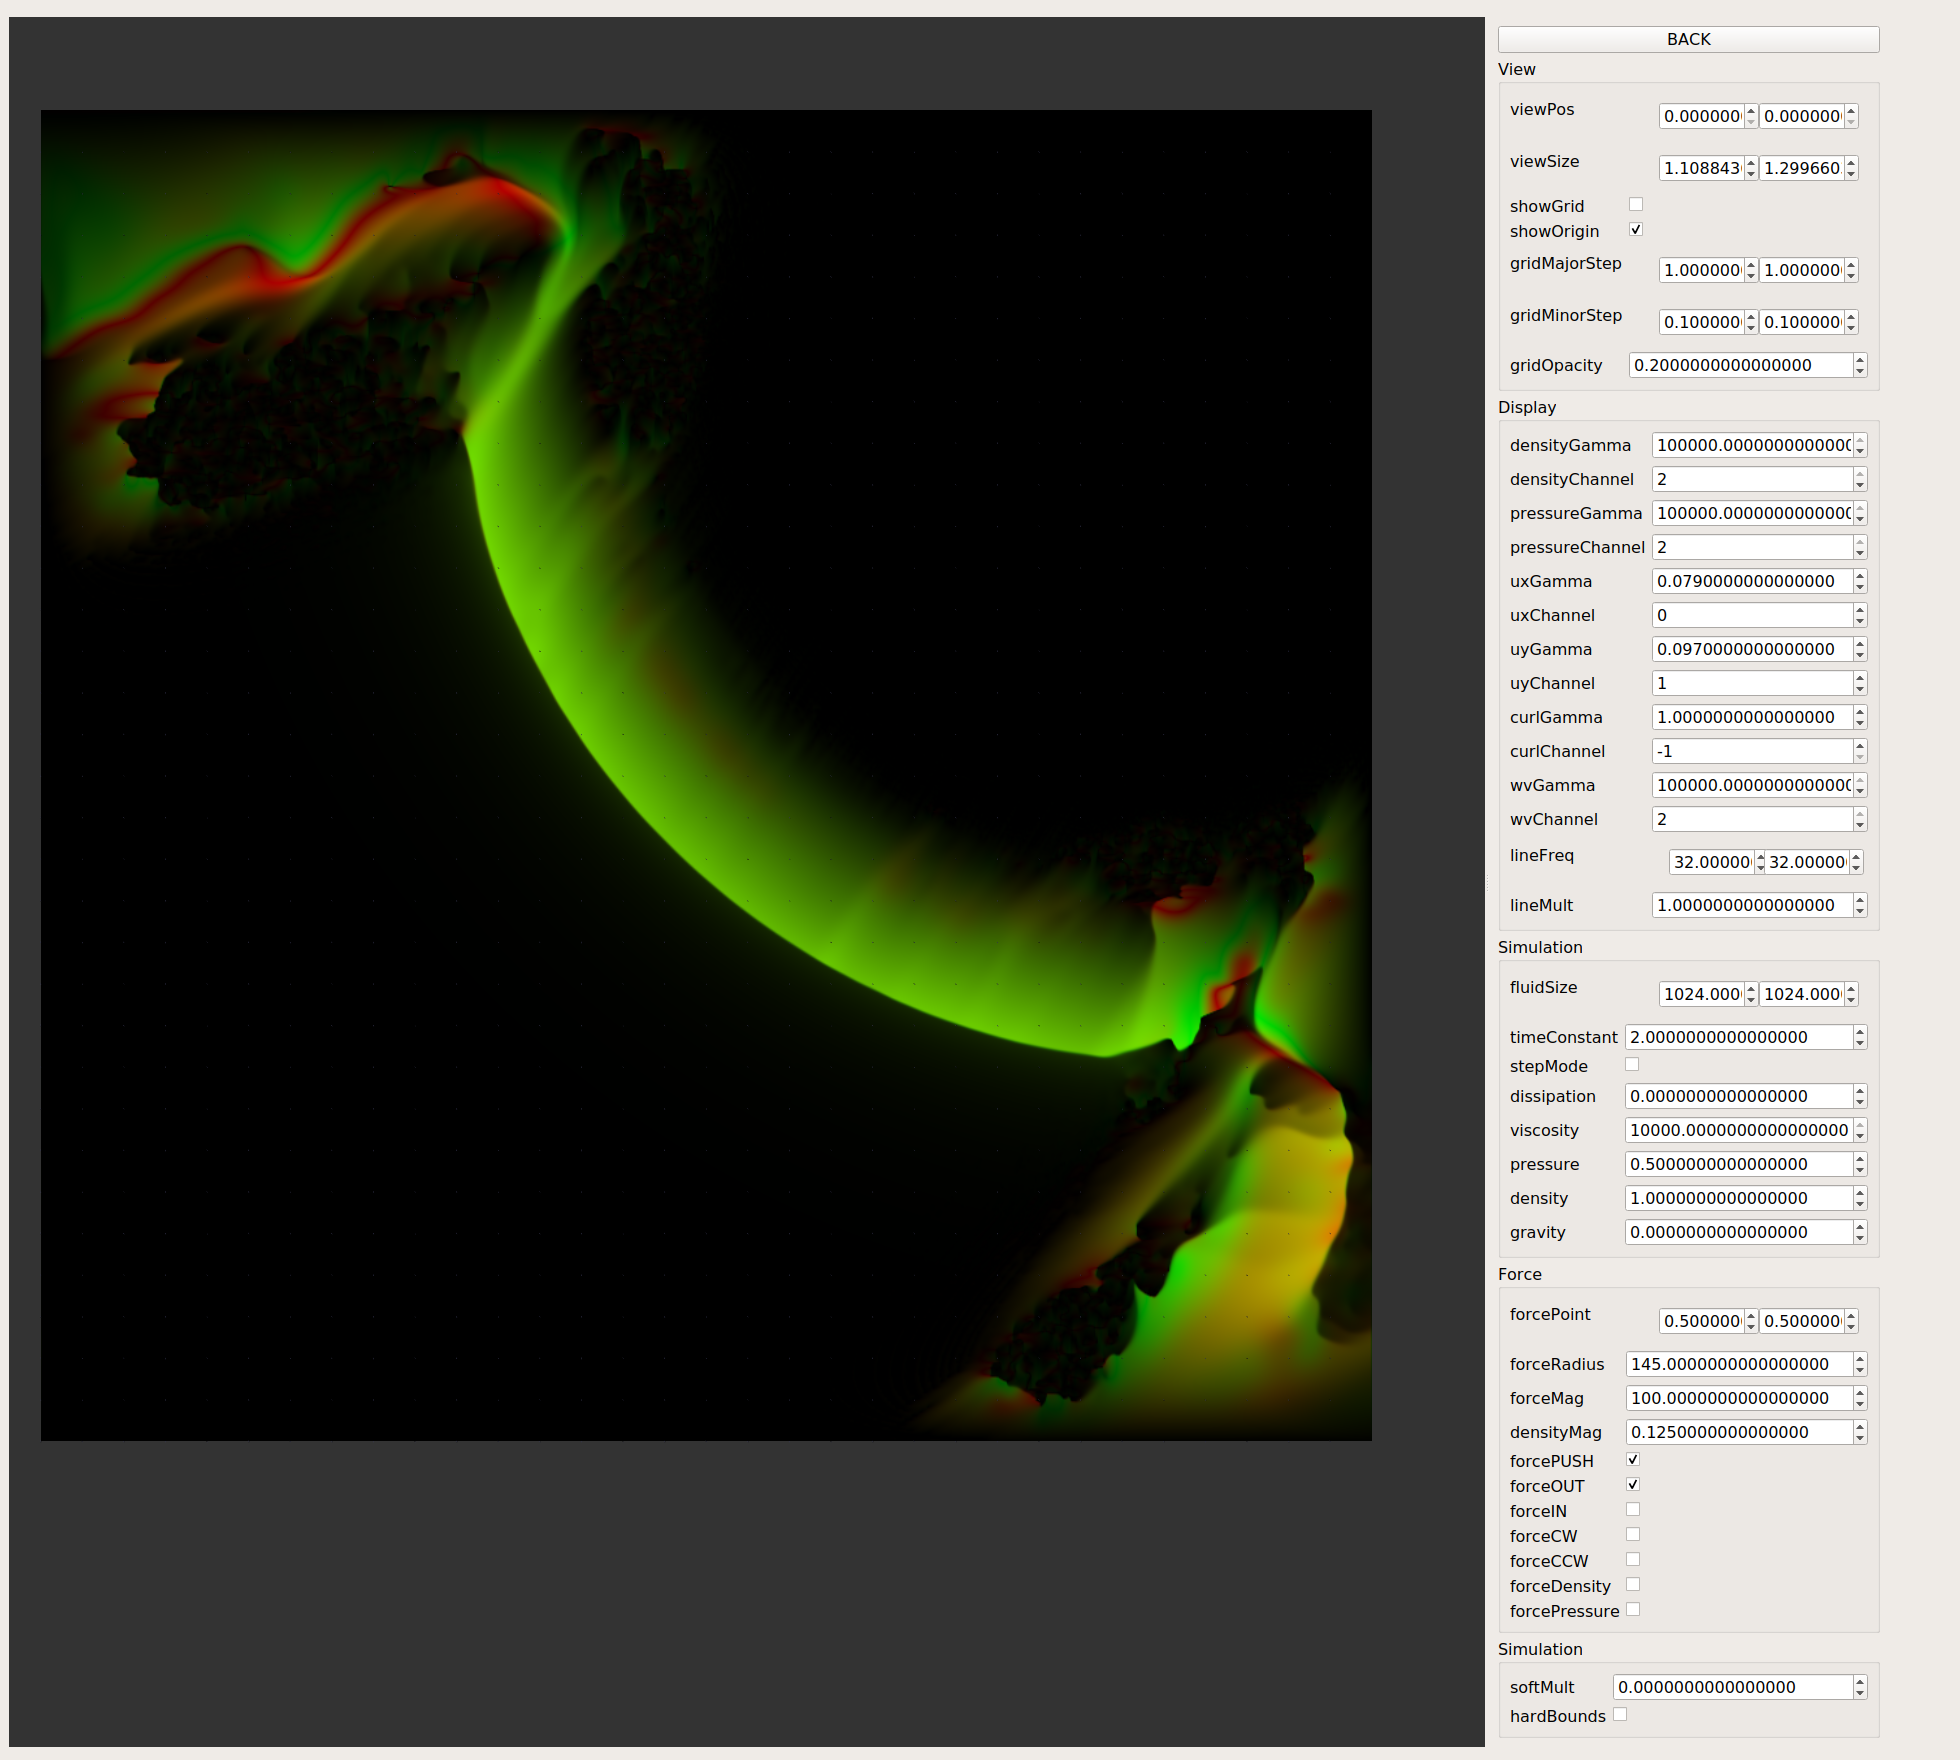 BACK
View
viewPos 0.000000 0.000000
viewSize 1.108843 1.299660
showGrid
showOrigin
gridMajorStep 1.000000 1.000000
gridMinorStep 0.100000 0.100000
gridOpacity 0.2000000000000000
Display
densityGamma 100000.0000000000000
densityChannel 2
pressureGamma 100000.0000000000000
pressureChannel 2
uxGamma 0.0790000000000000
uxChannel 0
uyGamma 0.0970000000000000
uyChannel 1
curlGamma 1.0000000000000000
curlChannel -1
wvGamma 100000.0000000000000
wvChannel 2
lineFreq 32.00000 32.00000
lineMult 1.0000000000000000
Simulation
fluidSize 1024.000 1024.000
timeConstant 2.0000000000000000
stepMode
dissipation 0.0000000000000000
viscosity 10000.0000000000000000
pressure 0.5000000000000000
density 1.0000000000000000
gravity 0.0000000000000000
Force
forcePoint 0.500000 0.500000
forceRadius 145.0000000000000000
forceMag 100.0000000000000000
densityMag 0.1250000000000000
forcePUSH
forceOUT
forceIN
forceCW
forceCCW
forceDensity
forcePressure
Simulation
softMult 0.0000000000000000
hardBounds